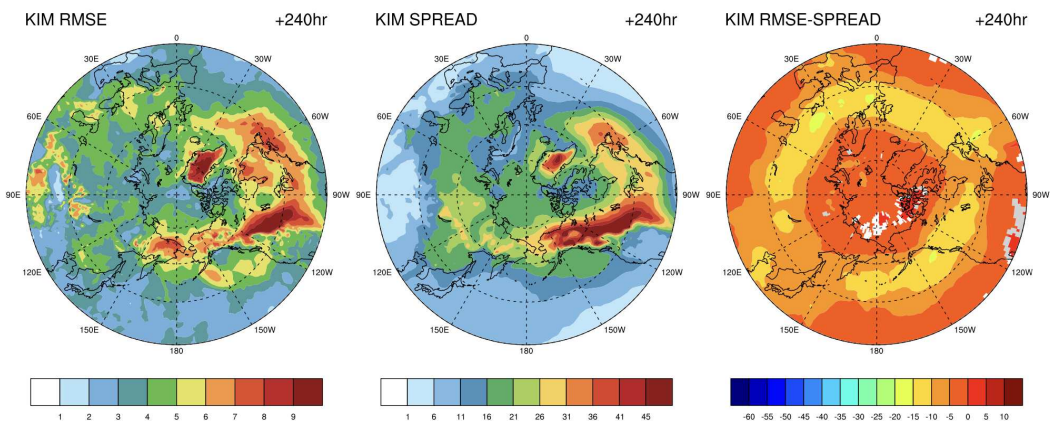 KIM RMSE +240hr
KIM SPREAD +240hr
KIM RMSE-SPREAD +240hr
0
30E 30W
60E 60W
90E 90W
120E 120W
150E 150W
180
0
30E 30W
60E 60W
90E 90W
120E 120W
150E 150W
180
0
30E 30W
60E 60W
90E 90W
120E 120W
150E 150W
180
1 2 3 4 5 6 7 8 9
1 6 11 16 21 26 31 36 41 45
-60 -55 -50 -45 -40 -35 -30 -25 -20 -15 -10 -5 0 5 10